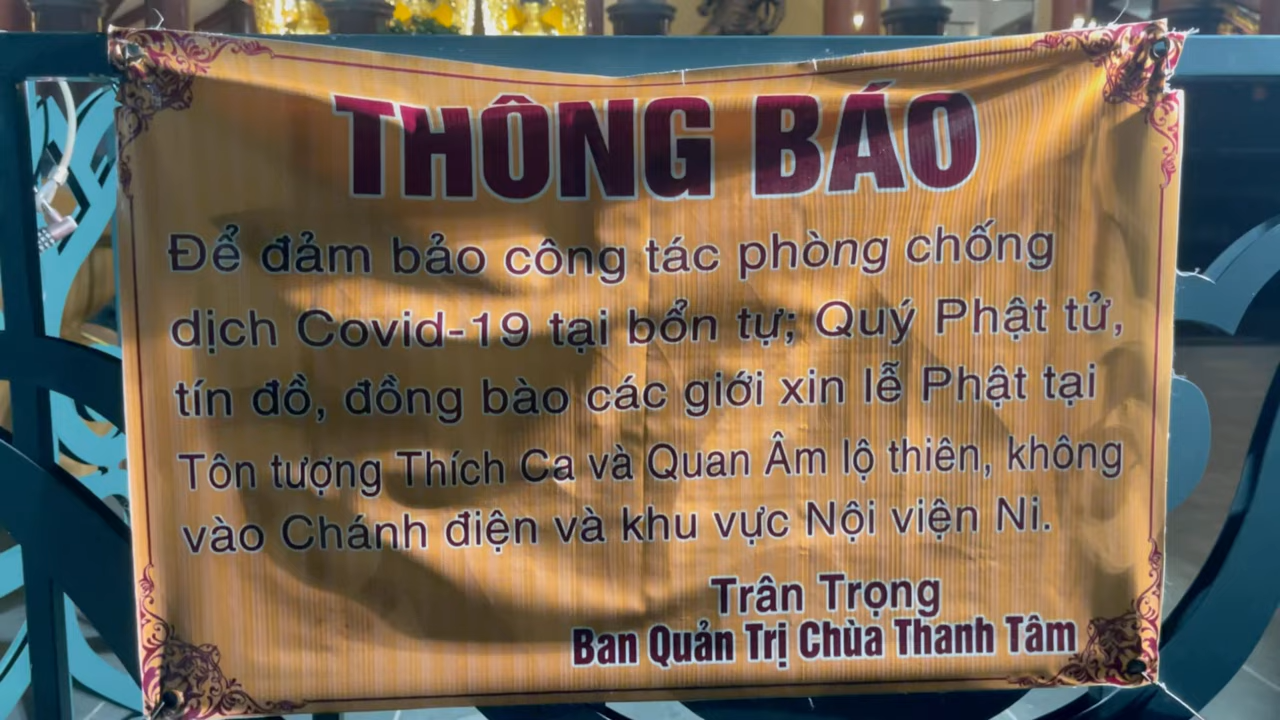 THÔNG BÁO
Để đảm bảo công tác phòng chống
dịch Covid-19 tại bổn tự; Quý Phật tử,
tín đồ, đồng bào các giới xin lễ Phật tại
Tôn tượng Thích Ca và Quan Âm lộ thiên, không
vào Chánh điện và khu vực Nội viện Ni.
Trân Trọng
Ban Quản Trị Chùa Thanh Tâm